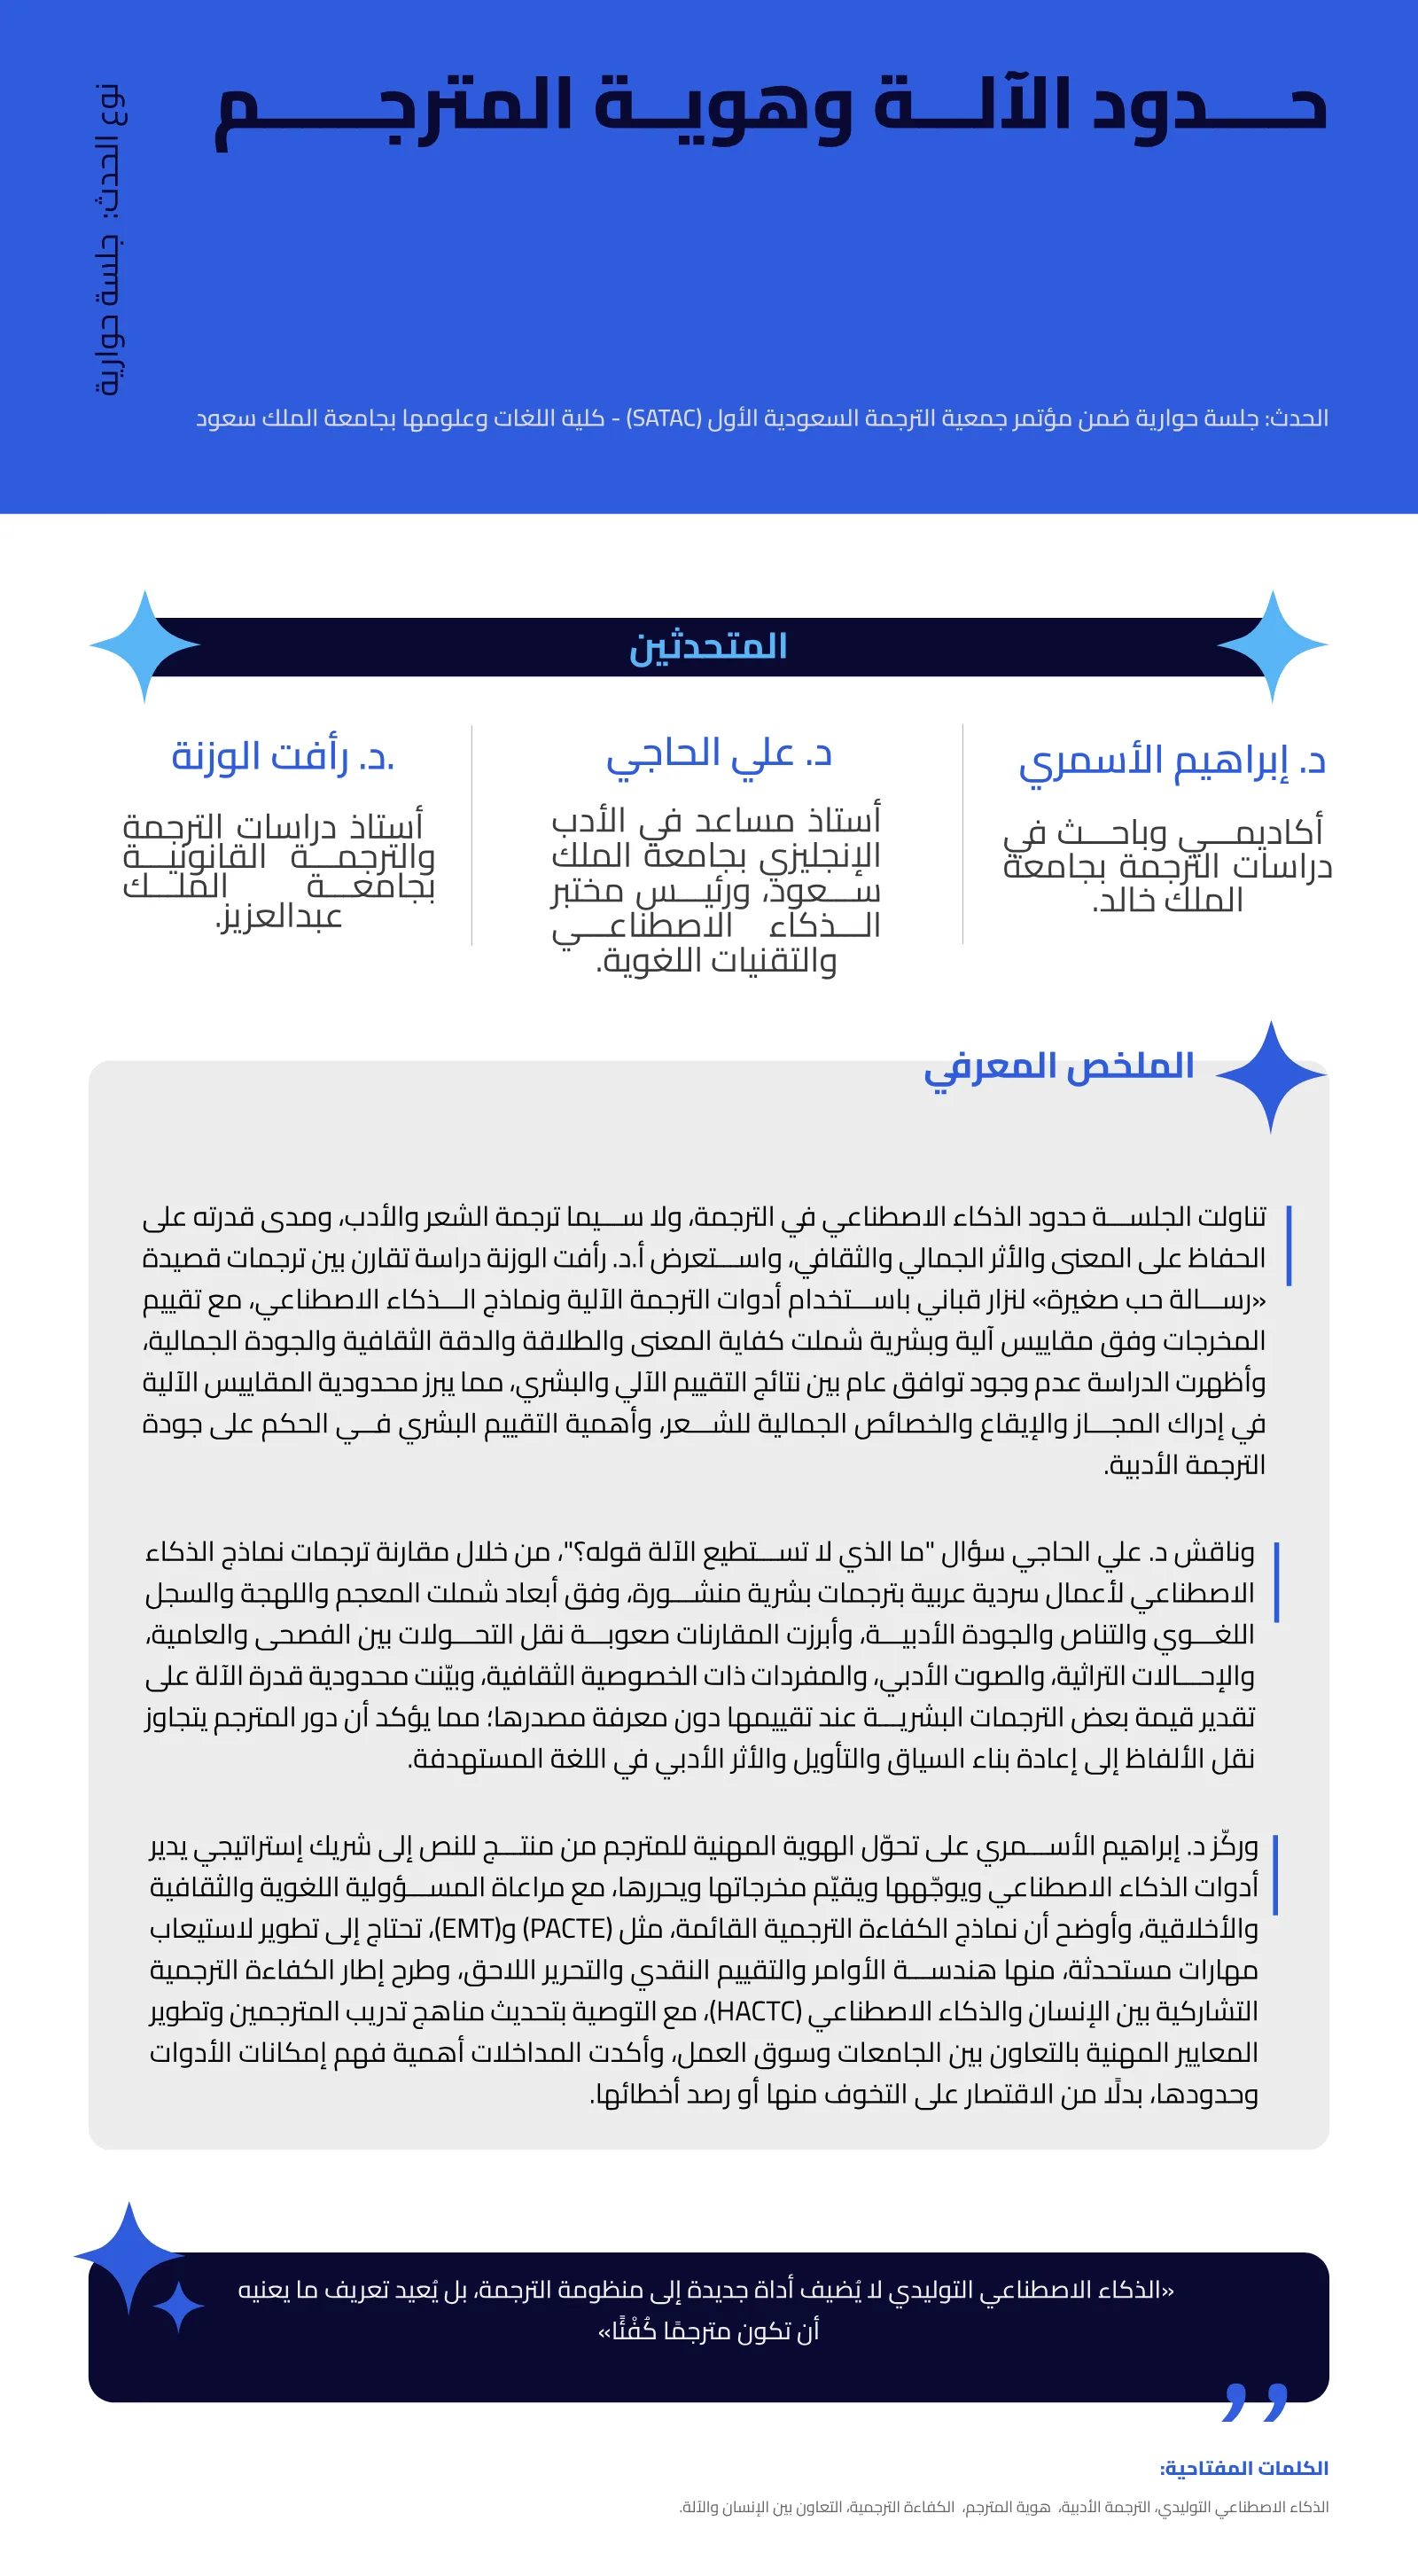 حدود الآلة وهوية المترجم
نوع الحدث: جلسة حوارية
الحدث: جلسة حوارية ضمن مؤتمر جمعية الترجمة السعودية الأول (SATAC) - كلية اللغات وعلومها بجامعة الملك سعود
المتحدثين
د. إبراهيم الأسمري
أكاديمي وباحث في
دراسات الترجمة بجامعة
الملك خالد.
د. علي الحاجي
أستاذ مساعد في الأدب
الإنجليزي بجامعة الملك
سعود، ورئيس مختبر
الذكاء الاصطناعي
والتقنيات اللغوية.
.د. رأفت الوزنة
أستاذ دراسات الترجمة
والترجمة القانونية
بجامعة الملك
عبدالعزيز.
الملخص المعرفي
تناولت الجلسة حدود الذكاء الاصطناعي في الترجمة، ولا سيما ترجمة الشعر والأدب، ومدى قدرته على
الحفاظ على المعنى والأثر الجمالي والثقافي، واستعرض أ.د. رأفت الوزنة دراسة تقارن بين ترجمات قصيدة
«رسالة حب صغيرة» لنزار قباني باستخدام أدوات الترجمة الآلية ونماذج الذكاء الاصطناعي، مع تقييم
المخرجات وفق مقاييس آلية وبشرية شملت كفاية المعنى والطلاقة والدقة الثقافية والجودة الجمالية،
وأظهرت الدراسة عدم وجود توافق عام بين نتائج التقييم الآلي والبشري، مما يبرز محدودية المقاييس الآلية
في إدراك المجاز والإيقاع والخصائص الجمالية للشعر، وأهمية التقييم البشري في الحكم على جودة
الترجمة الأدبية.
وناقش د. علي الحاجي سؤال "ما الذي لا تستطيع الآلة قوله؟"، من خلال مقارنة ترجمات نماذج الذكاء
الاصطناعي لأعمال سردية عربية بترجمات بشرية منشورة، وفق أبعاد شملت المعجم واللهجة والسجل
اللغوي والتناص والجودة الأدبية، وأبرزت المقارنات صعوبة نقل التحولات بين الفصحى والعامية،
والإحالات التراثية، والصوت الأدبي، والمفردات ذات الخصوصية الثقافية، وبيّنت محدودية قدرة الآلة على
تقدير قيمة بعض الترجمات البشرية عند تقييمها دون معرفة مصدرها؛ مما يؤكد أن دور المترجم يتجاوز
نقل الألفاظ إلى إعادة بناء السياق والتأويل والأثر الأدبي في اللغة المستهدفة.
وركّز د. إبراهيم الأسمري على تحوّل الهوية المهنية للمترجم من منتج للنص إلى شريك إستراتيجي يدير
أدوات الذكاء الاصطناعي ويوجّهها ويقيّم مخرجاتها ويحررها، مع مراعاة المسؤولية اللغوية والثقافية
والأخلاقية، وأوضح أن نماذج الكفاءة الترجمية القائمة، مثل (PACTE) و(EMT)، تحتاج إلى تطوير لاستيعاب
مهارات مستحدثة، منها هندسة الأوامر والتقييم النقدي والتحرير اللاحق، وطرح إطار الكفاءة الترجمية
التشاركية بين الإنسان والذكاء الاصطناعي (HACTC)، مع التوصية بتحديث مناهج تدريب المترجمين وتطوير
المعايير المهنية بالتعاون بين الجامعات وسوق العمل، وأكدت المداخلات أهمية فهم إمكانات الأدوات
وحدودها، بدلًا من الاقتصار على التخوف منها أو رصد أخطائها.
«الذكاء الاصطناعي التوليدي لا يُضيف أداة جديدة إلى منظومة الترجمة، بل يُعيد تعريف ما يعنيه
أن تكون مترجمًا كُفْئًا»
الكلمات المفتاحية:
الذكاء الاصطناعي التوليدي، الترجمة الأدبية، هوية المترجم، الكفاءة الترجمية، التعاون بين الإنسان والآلة.